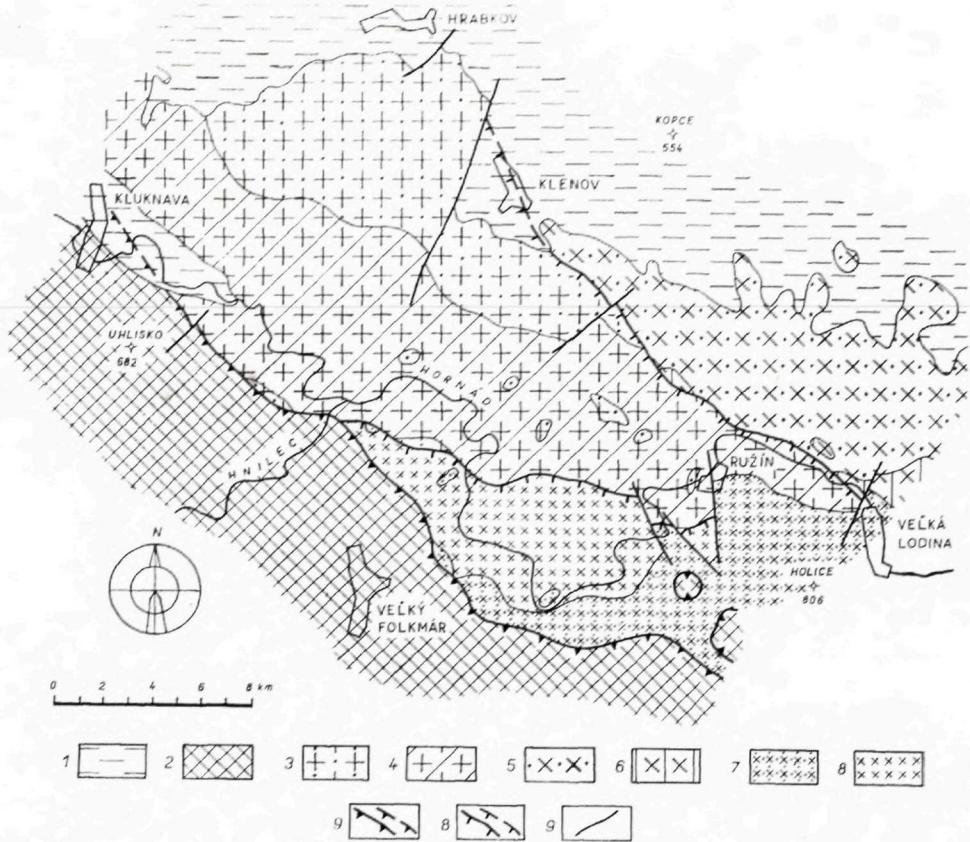 HRABKOV
KOPCE
554
KLENOV
KLUKNAVA
UHLISKO
682
HORNÁD
HNILEC
RUŽÍN
VEĽKÁ
LODINA
HOLICE
806
N
VEĽKÝ
FOLKMÁR
0 2 4 6 8 km
1 2 3 4 5 6 7 8
9 8 9